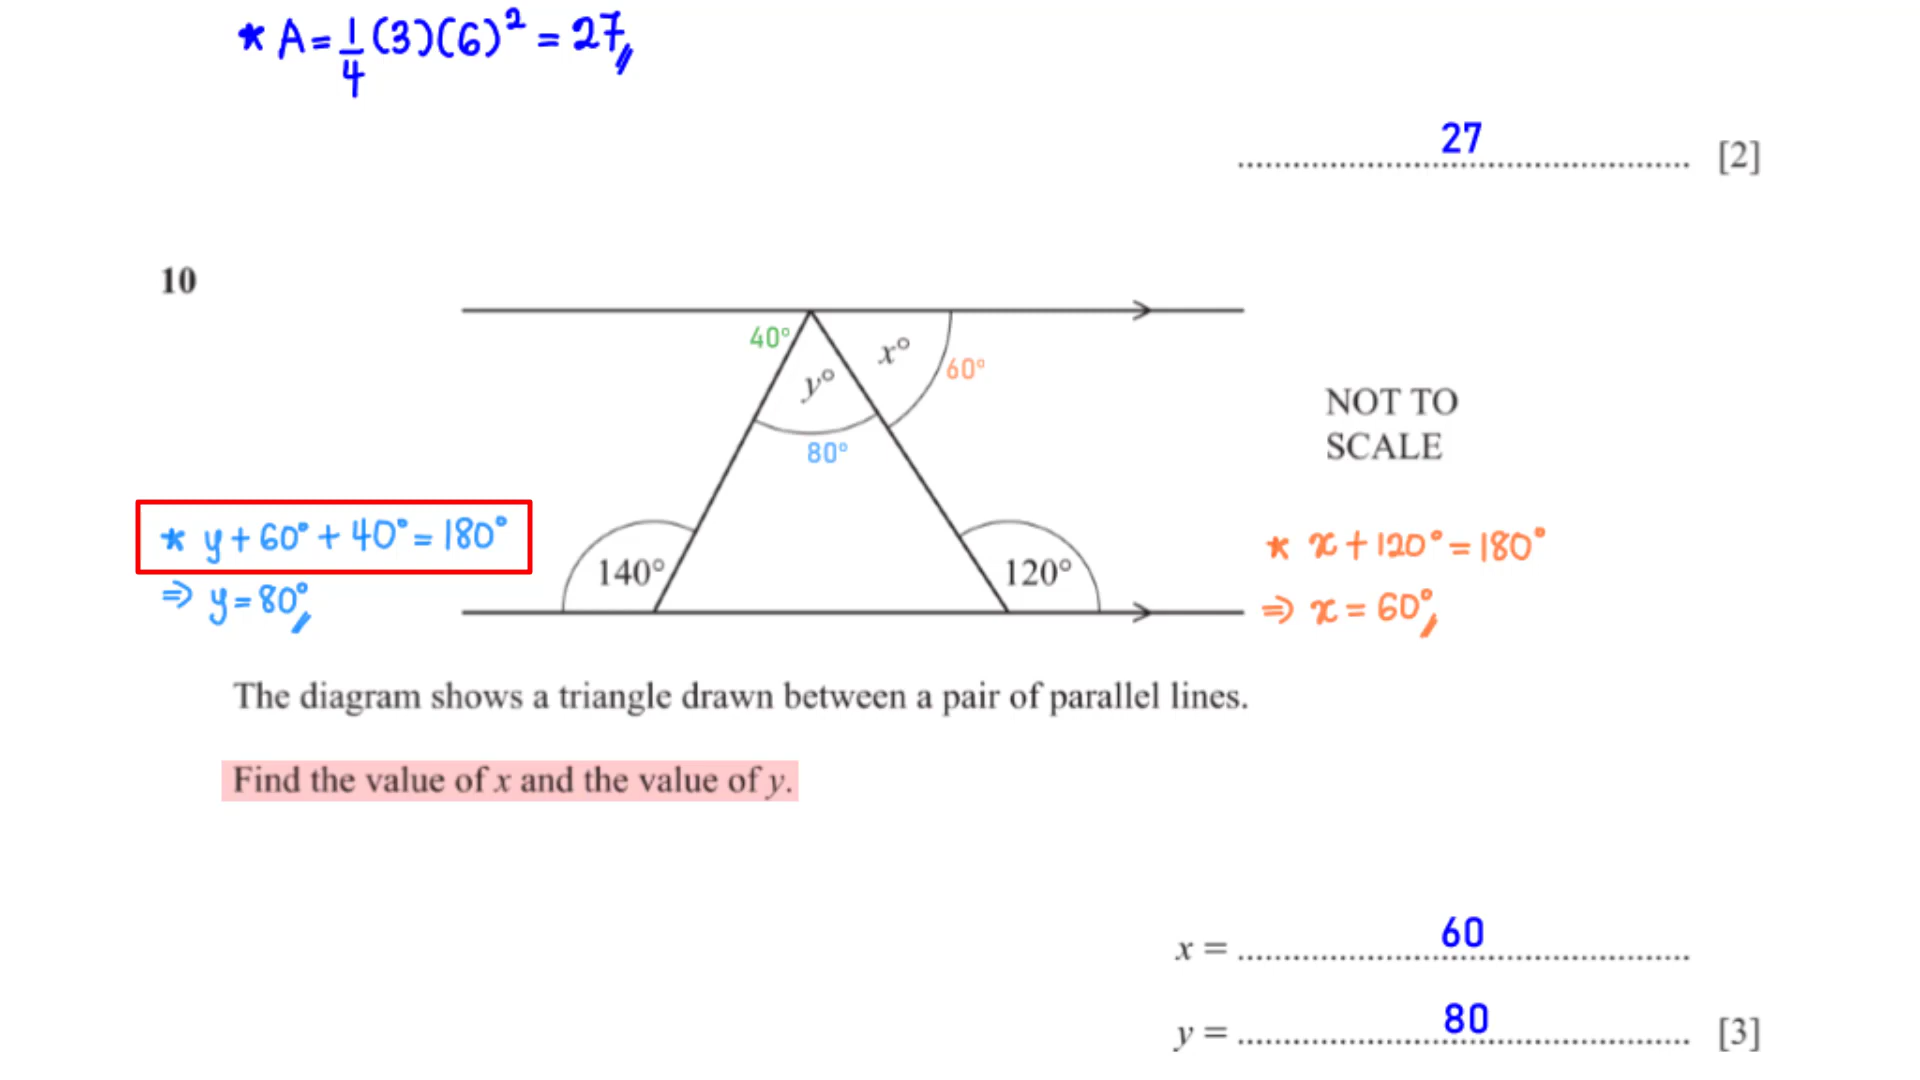 * A = 1/4 (3)(6)² = 27
27 [2]
10
40°
x°
60°
y°
80°
NOT TO
SCALE
* y + 60° + 40° = 180°
⇒ y = 80°
140°
120°
* x + 120° = 180°
⇒ x = 60°
The diagram shows a triangle drawn between a pair of parallel lines.
Find the value of x and the value of y.
x = 60
y = 80 [3]